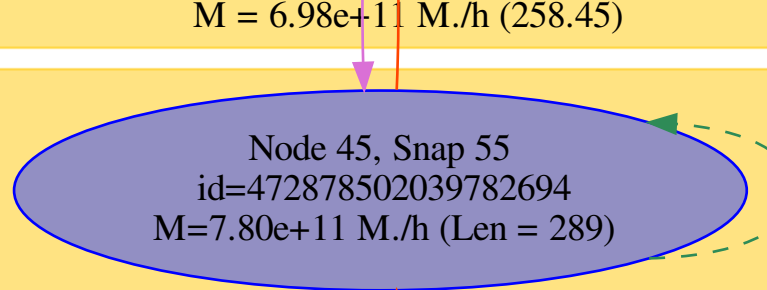 M = 6.98e+11 M./h (258.45)
Node 45, Snap 55
id=472878502039782694
M=7.80e+11 M./h (Len = 289)